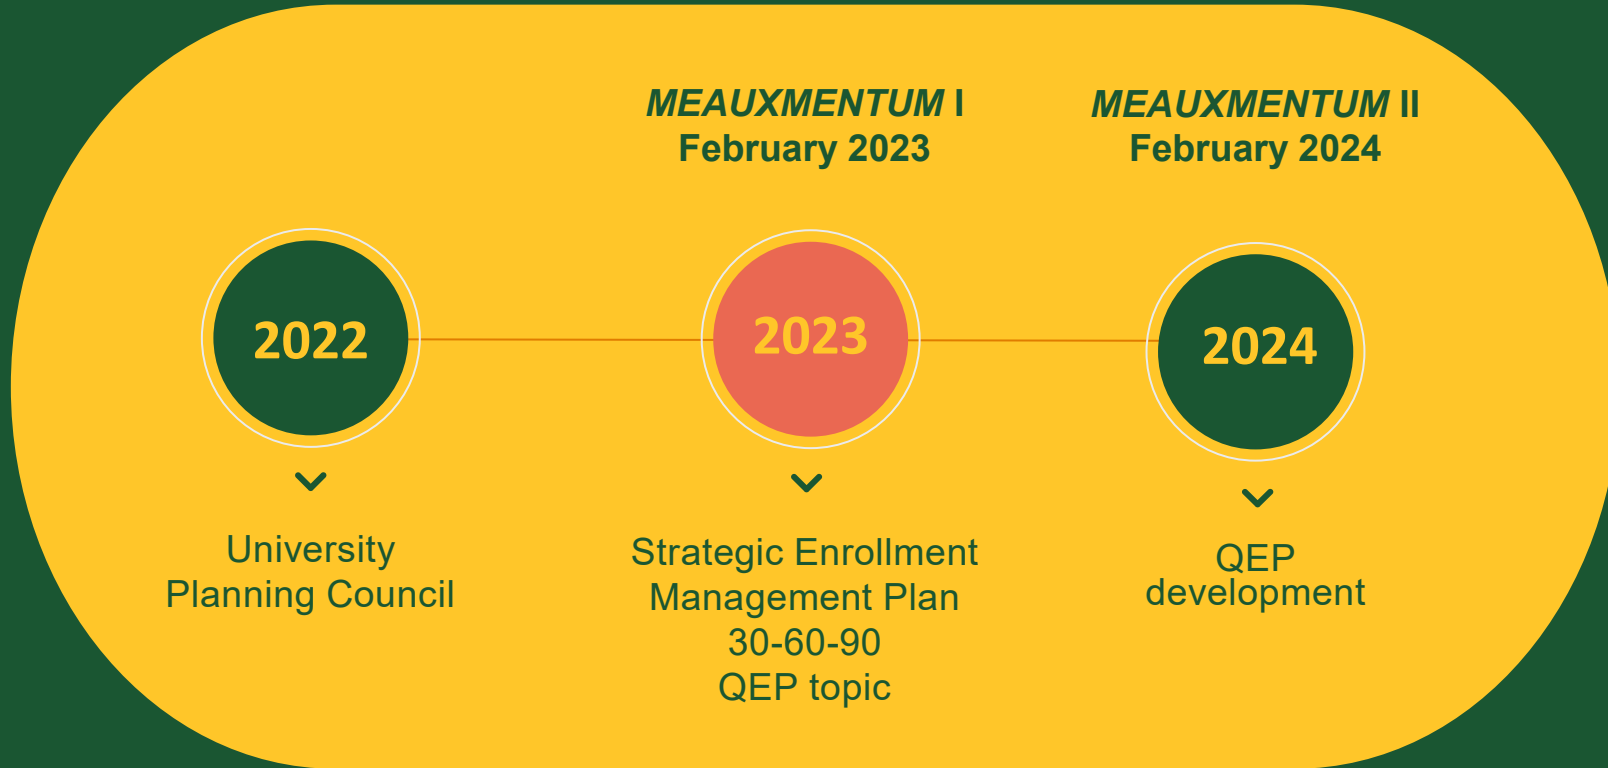 MEAUXMENTUM I
February 2023
MEAUXMENTUM II
February 2024
2022
2023
2024
University
Planning Council
Strategic Enrollment
Management Plan
30-60-90
QEP topic
QEP
development